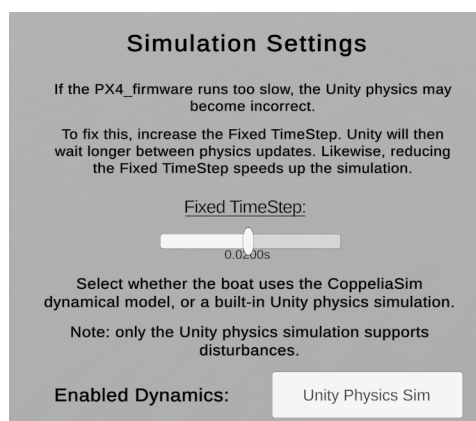 Simulation Settings
If the PX4_firmware runs too slow, the Unity physics may
become incorrect.
To fix this, increase the Fixed TimeStep. Unity will then
wait longer between physics updates. Likewise, reducing
the Fixed TimeStep speeds up the simulation.
Fixed TimeStep:
0.0200s
Select whether the boat uses the CoppeliaSim
dynamical model, or a built-in Unity physics simulation.
Note: only the Unity physics simulation supports
disturbances.
Enabled Dynamics:
Unity Physics Sim